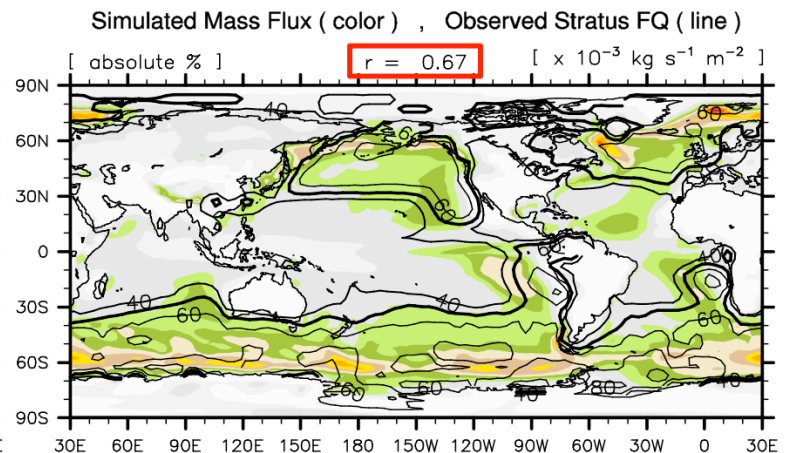 Simulated Mass Flux ( color ) , Observed Stratus FQ ( line )
[ absolute % ] r = 0.67 [ x 10⁻³ kg s⁻¹ m⁻² ]
90N
60N
30N
0
30S
60S
90S
40
60
60
60
40
40
60
40
60
60
60
80
40
30E 60E 90E 120E 150E 180 150W 120W 90W 60W 30W 0 30E